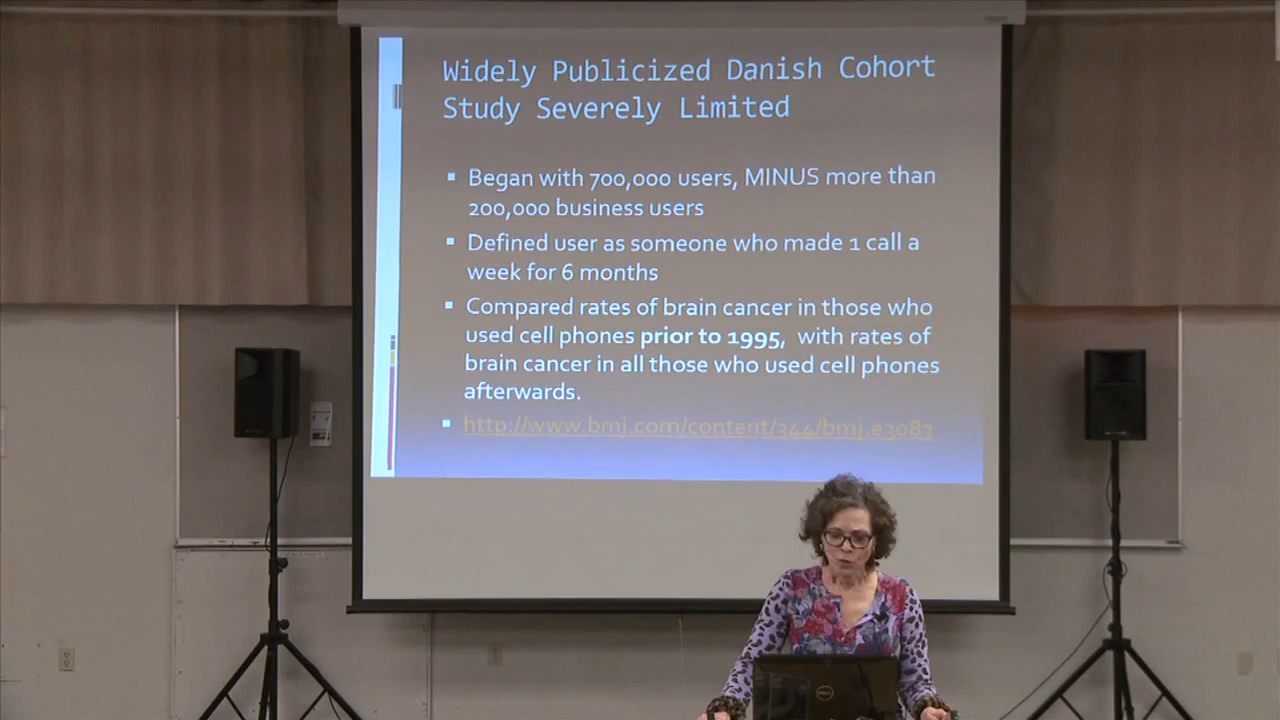 Widely Publicized Danish Cohort
Study Severely Limited
▪ Began with 700,000 users, MINUS more than
200,000 business users
▪ Defined user as someone who made 1 call a
week for 6 months
▪ Compared rates of brain cancer in those who
used cell phones prior to 1995, with rates of
brain cancer in all those who used cell phones
afterwards.
▪ http://www.bmj.com/content/344/bmj.e3083
DELL